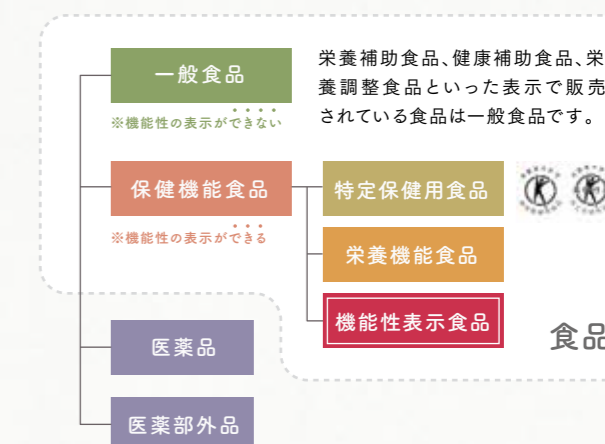 一般食品
※機能性の表示ができない
栄養補助食品、健康補助食品、栄
養調整食品といった表示で販売
されている食品は一般食品です。
保健機能食品
※機能性の表示ができる
特定保健用食品
栄養機能食品
機能性表示食品
食品
医薬品
医薬部外品